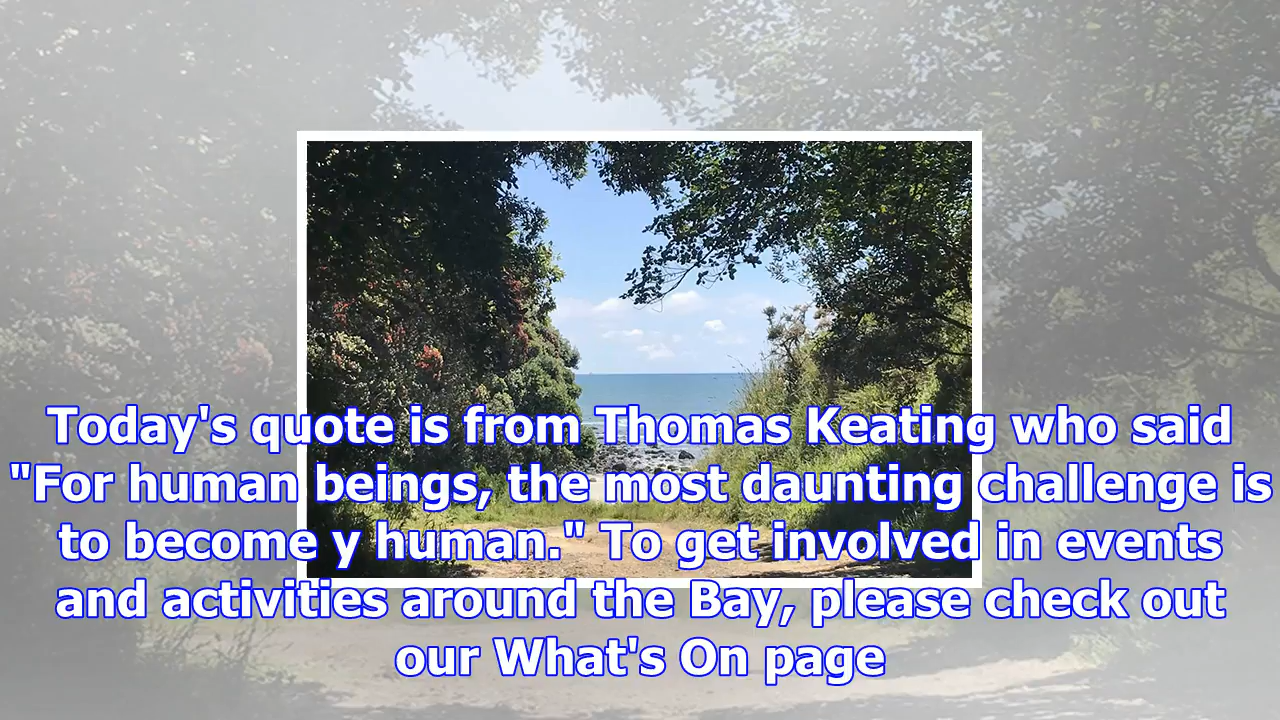 Today's quote is from Thomas Keating who said
"For human beings, the most daunting challenge is
to become y human." To get involved in events
and activities around the Bay, please check out
our What's On page